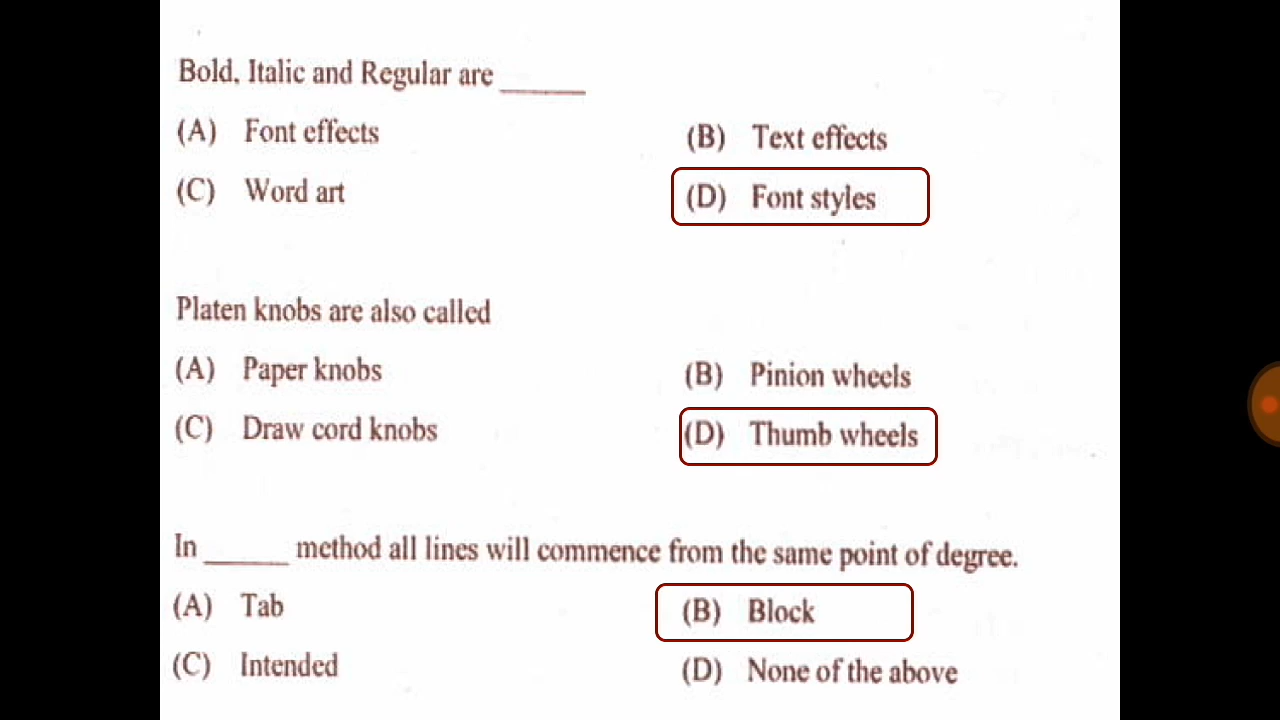 Bold, Italic and Regular are ______
(A) Font effects (B) Text effects
(C) Word art (D) Font styles
Platen knobs are also called
(A) Paper knobs (B) Pinion wheels
(C) Draw cord knobs (D) Thumb wheels
In ______ method all lines will commence from the same point of degree.
(A) Tab (B) Block
(C) Intended (D) None of the above